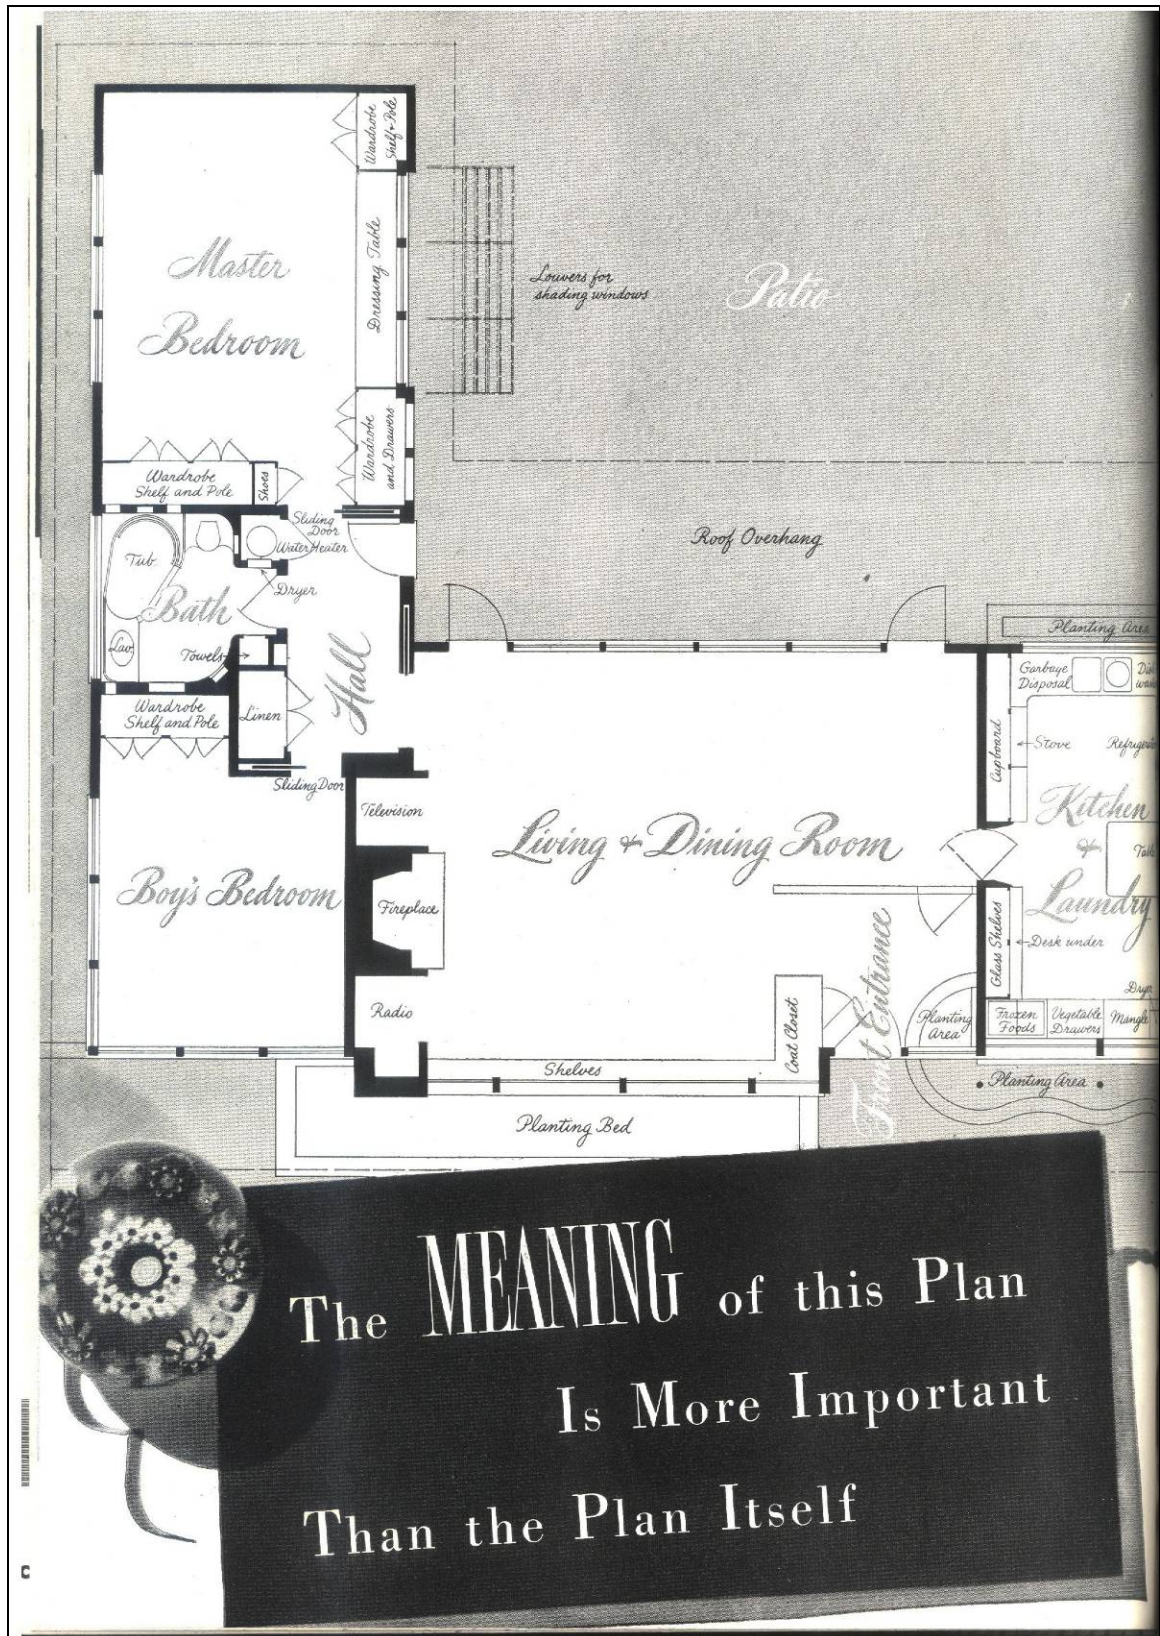 Wardrobe
Shelf & Pole
Master
Bedroom
Dressing Table
Louvers for
shading windows
Patio
Wardrobe
and Drawers
Wardrobe
Shelf and Pole
Shoes
Sliding
Door
Water Heater
Roof Overhang
Tub
Dryer
Bath
Lav.
Towels
Hall
Planting Area
Garbage
Disposal
Wardrobe
Shelf and Pole
Linen
Cupboard
Stove
Sliding Door
Television
Kitchen
&
Laundry
Living & Dining Room
Boy's Bedroom
Fireplace
Front Entrance
Glass Shelves
Desk under
Radio
Coat Closet
Planting
Area
Frozen
Foods
Vegetable
Drawers
Mangle
Shelves
Planting Area
Planting Bed
The MEANING of this Plan
Is More Important
Than the Plan Itself